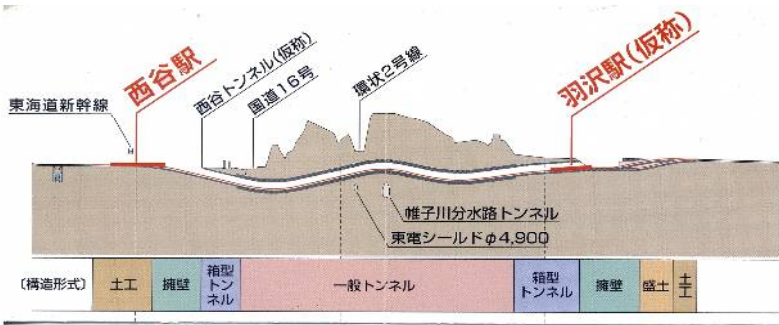 西谷駅
西谷トンネル(仮称)
国道16号
環状2号線
羽沢駅(仮称)
東海道新幹線
帷子川分水路トンネル
東電シールドφ4,900
〔構造形式〕
土工
擁壁
箱型
トン
ネル
一般トンネル
箱型
トンネル
擁壁
盛土
土工